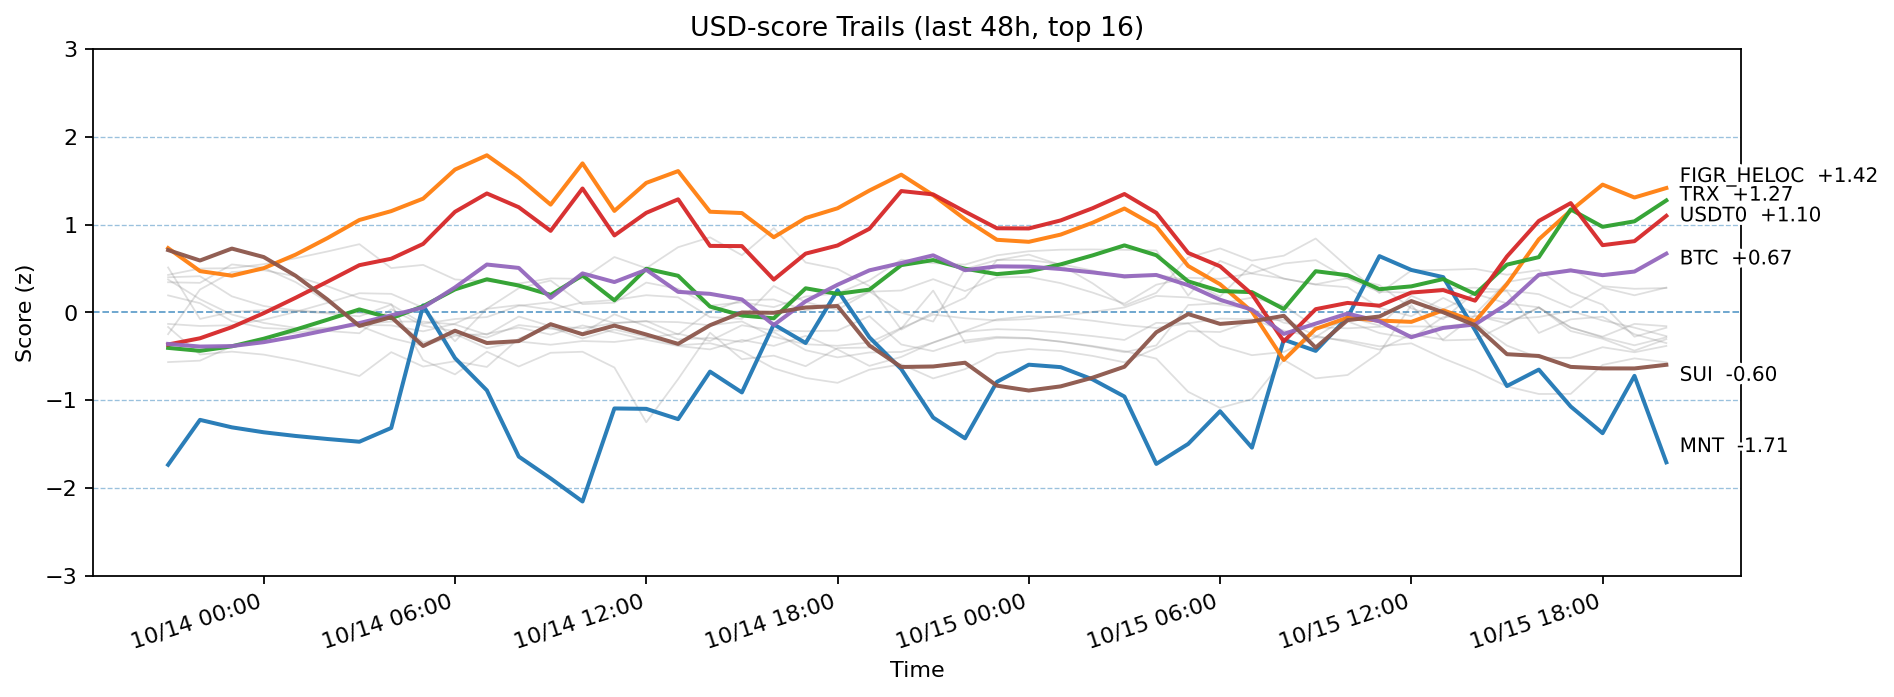 USD-score Trails (last 48h, top 16)
Score (z)
3
2
1
0
−1
−2
−3
FIGR_HELOC +1.42
TRX +1.27
USDT0 +1.10
BTC +0.67
SUI -0.60
MNT -1.71
10/14 00:00
10/14 06:00
10/14 12:00
10/14 18:00
10/15 00:00
10/15 06:00
10/15 12:00
10/15 18:00
Time